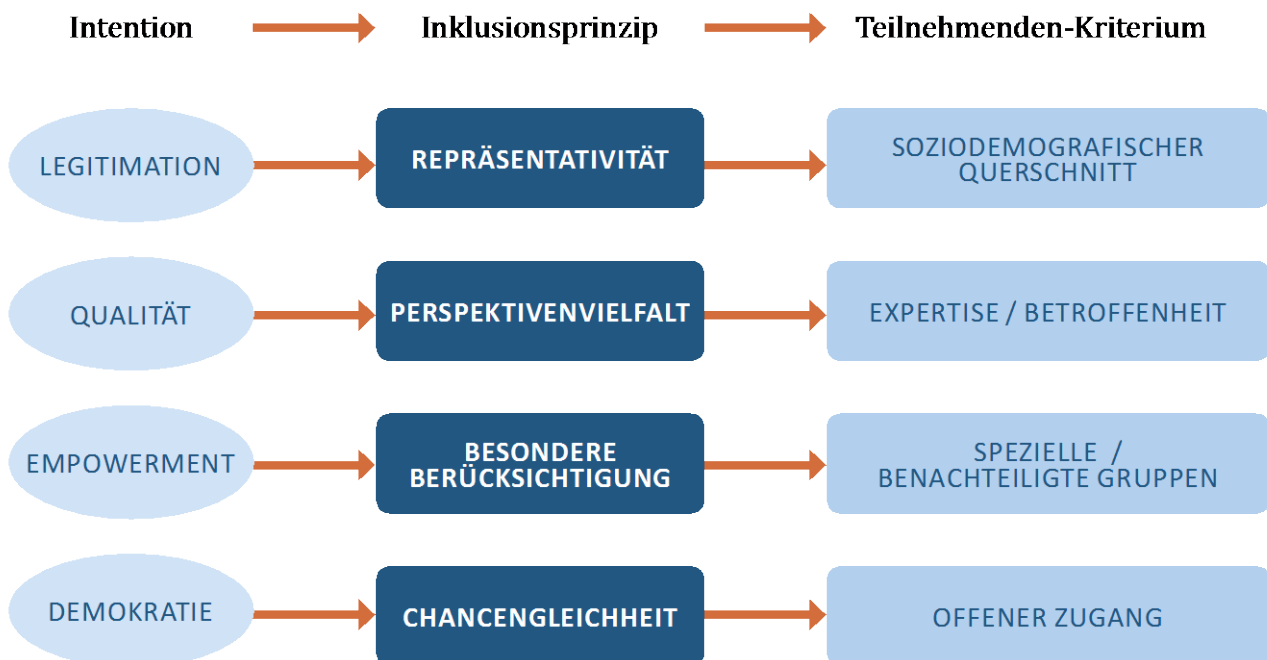 Intention
Inklusionsprinzip
Teilnehmenden-Kriterium
LEGITIMATION
REPRÄSENTATIVITÄT
SOZIODEMOGRAFISCHER
QUERSCHNITT
QUALITÄT
PERSPEKTIVENVIELFALT
EXPERTISE / BETROFFENHEIT
EMPOWERMENT
BESONDERE
BERÜCKSICHTIGUNG
SPEZIELLE /
BENACHTEILIGTE GRUPPEN
DEMOKRATIE
CHANCENGLEICHHEIT
OFFENER ZUGANG